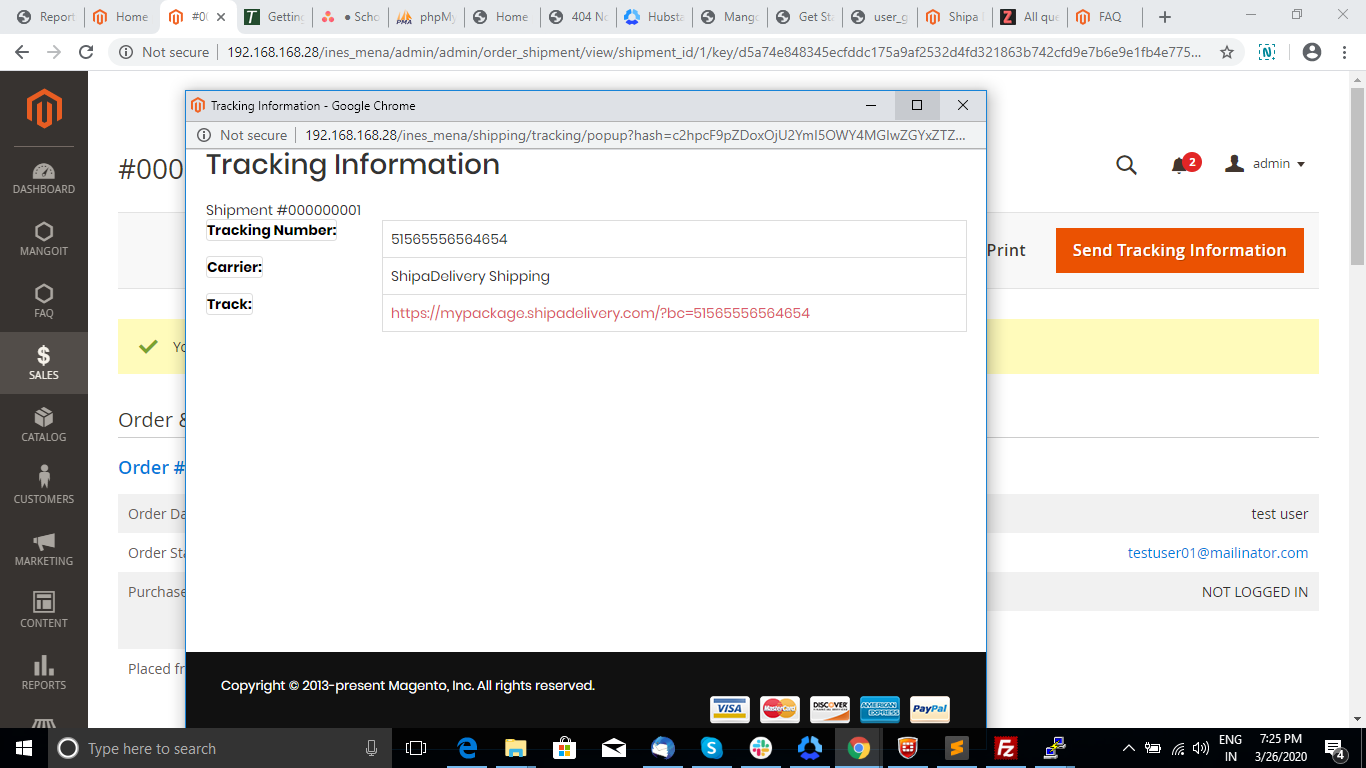 Report
Home
#00
Getting
● Scho
phpMy
Home
404 No
Hubsta
Mango
Get Sta
user_g
Shipa
All que
FAQ
Not secure
192.168.168.28/ines_mena/admin/admin/order_shipment/view/shipment_id/1/key/d5a74e848345ecfddc175a9af2532d4fd321863b742cfd9e7b6e9e1fb4e775...
Tracking Information - Google Chrome
Not secure
192.168.168.28/ines_mena/shipping/tracking/popup?hash=c2hpcF9pZDoxOjU2YmI5OWY4MGIwZGYxZTZ...
DASHBOARD
MANGOIT
FAQ
SALES
CATALOG
CUSTOMERS
MARKETING
CONTENT
REPORTS
#000
2
admin
Print
Send Tracking Information
Yo
Order &
Order #
Order Da
test user
Order Sta
testuser01@mailinator.com
Purchase
NOT LOGGED IN
Placed fr
Tracking Information
Shipment #000000001
Tracking Number:
51565556564654
Carrier:
ShipaDelivery Shipping
Track:
https://mypackage.shipadelivery.com/?bc=51565556564654
Copyright © 2013-present Magento, Inc. All rights reserved.
VISA
MasterCard
DISCOVER
AMERICAN EXPRESS
PayPal
Type here to search
ENG
IN
7:25 PM
3/26/2020
4